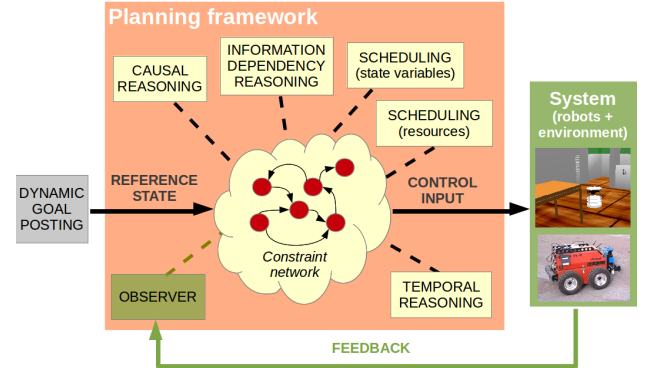 Planning framework
INFORMATION
DEPENDENCY
REASONING
SCHEDULING
(state variables)
CAUSAL
REASONING
SCHEDULING
(resources)
System
(robots +
environment)
DYNAMIC
GOAL
POSTING
REFERENCE
STATE
CONTROL
INPUT
Constraint
network
OBSERVER
TEMPORAL
REASONING
FEEDBACK